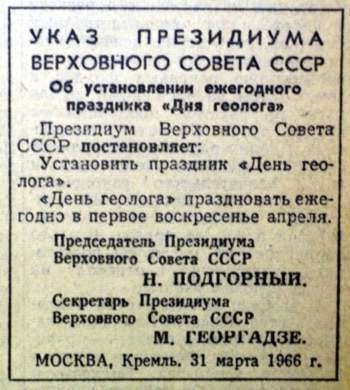 УКАЗ ПРЕЗИДИУМА
ВЕРХОВНОГО СОВЕТА СССР
Об установлении ежегодного
праздника «Дня геолога»
Президиум Верховного Совета
СССР постановляет:
Установить праздник «День гео-
лога».
«День геолога» праздновать еже-
годно в первое воскресенье апреля.
Председатель Президиума
Верховного Совета СССР
Н. ПОДГОРНЫЙ.
Секретарь Президиума
Верховного Совета СССР
М. ГЕОРГАДЗЕ.
МОСКВА, Кремль. 31 марта 1966 г.